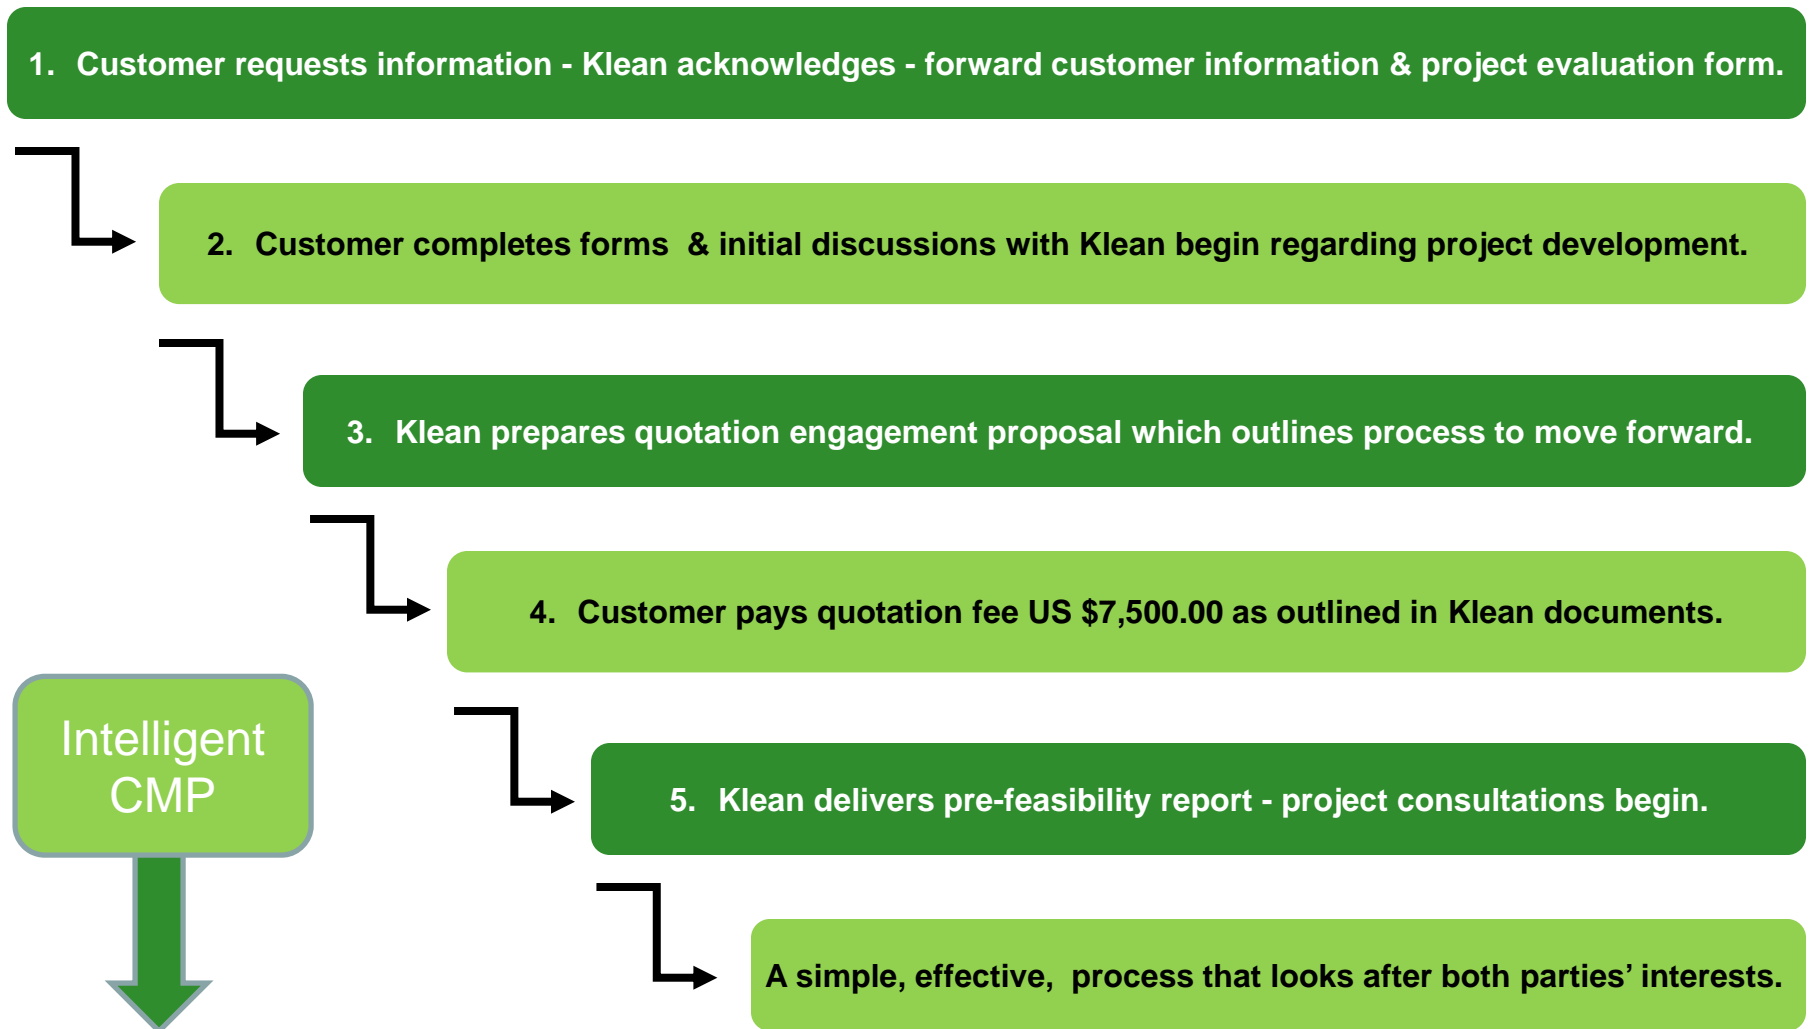 1. Customer requests information - Klean acknowledges - forward customer information & project evaluation form.
2. Customer completes forms  & initial discussions with Klean begin regarding project development.
3. Klean prepares quotation engagement proposal which outlines process to move forward.
4. Customer pays quotation fee US $7,500.00 as outlined in Klean documents.
Intelligent
CMP
5. Klean delivers pre-feasibility report - project consultations begin.
A simple, effective,  process that looks after both parties’ interests.